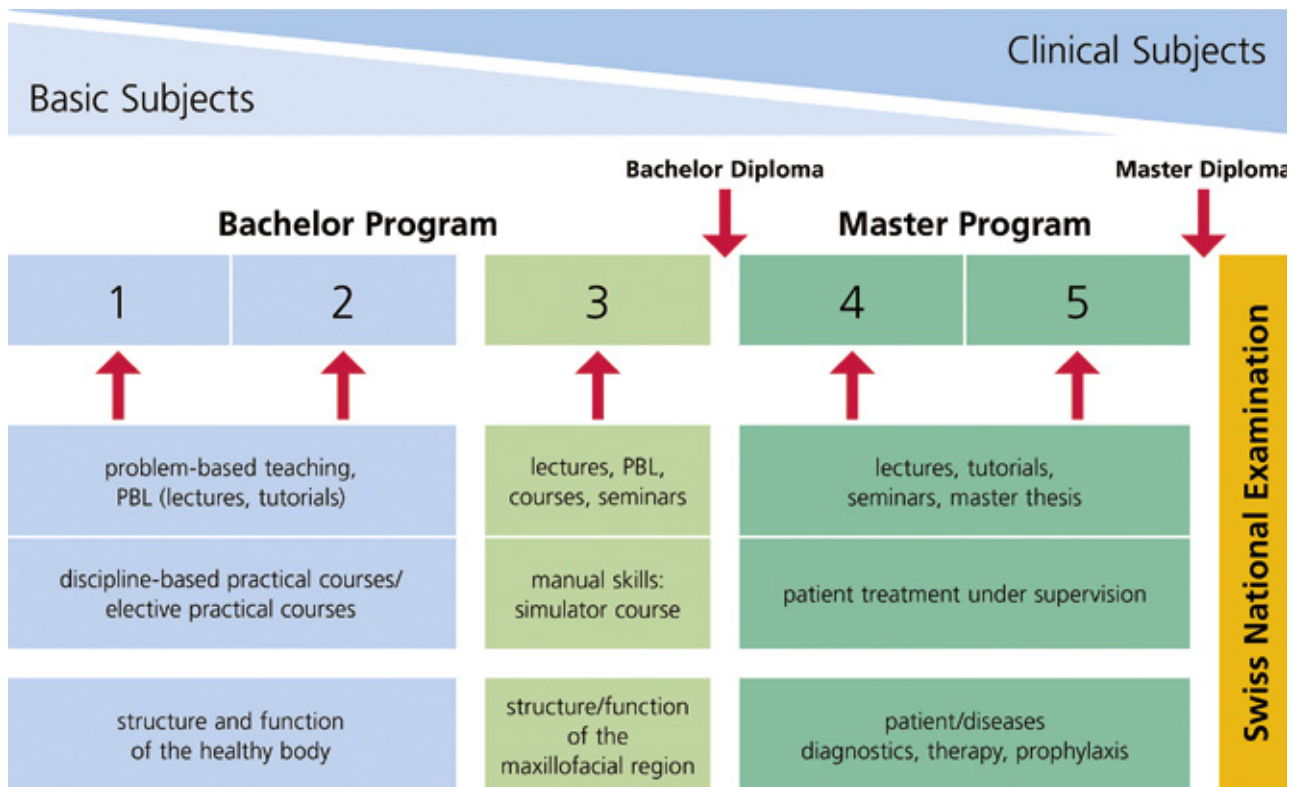 Clinical Subjects
Basic Subjects
Bachelor Diploma
Master Diploma
Bachelor Program
Master Program
1
2
3
4
5
problem-based teaching,
PBL (lectures, tutorials)
lectures, PBL,
courses, seminars
lectures, tutorials,
seminars, master thesis
discipline-based practical courses/
elective practical courses
manual skills:
simulator course
patient treatment under supervision
structure and function
of the healthy body
structure/function
of the
maxillofacial region
patient/diseases
diagnostics, therapy, prophylaxis
Swiss National Examination